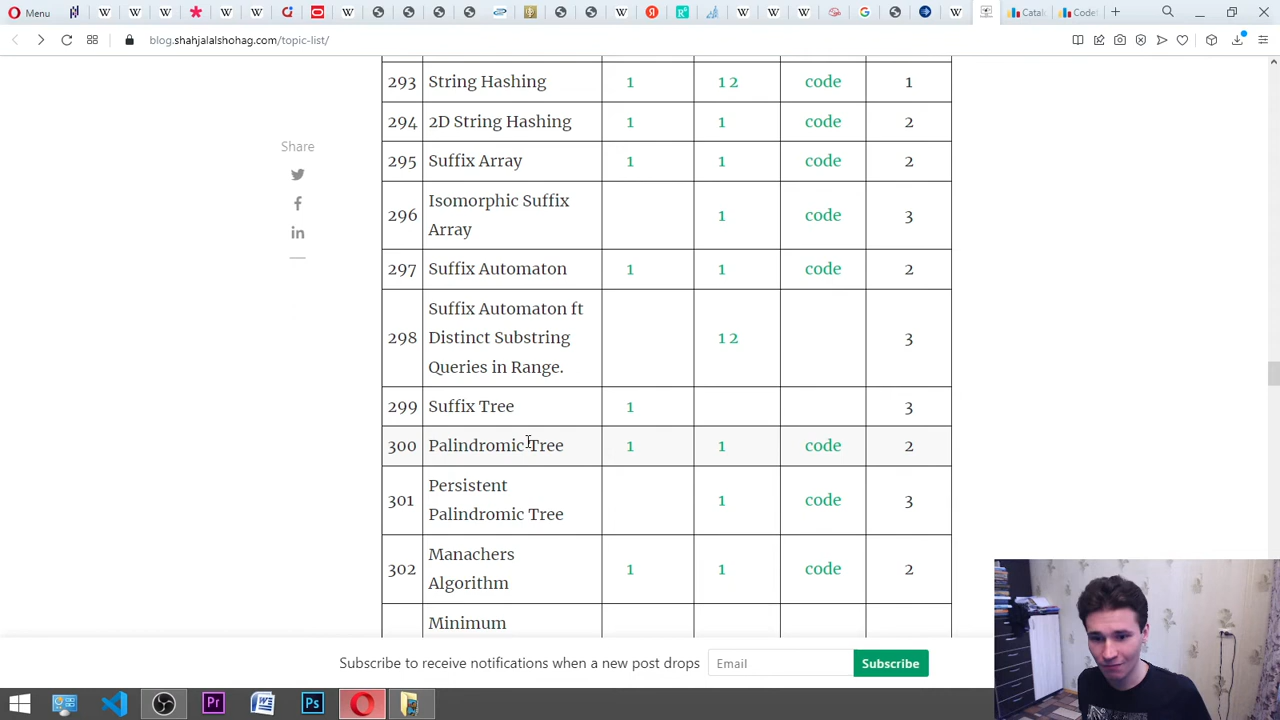 Menu
Catal
Code
blog.shahjalalshohag.com/topic-list/
Share
293 String Hashing 1 1 2 code 1
294 2D String Hashing 1 1 code 2
295 Suffix Array 1 1 code 2
296 Isomorphic Suffix Array 1 code 3
297 Suffix Automaton 1 1 code 2
298 Suffix Automaton ft Distinct Substring Queries in Range. 1 2 3
299 Suffix Tree 1 3
300 Palindromic Tree 1 1 code 2
301 Persistent Palindromic Tree 1 code 3
302 Manachers Algorithm 1 1 code 2
Minimum
Subscribe to receive notifications when a new post drops Email Subscribe